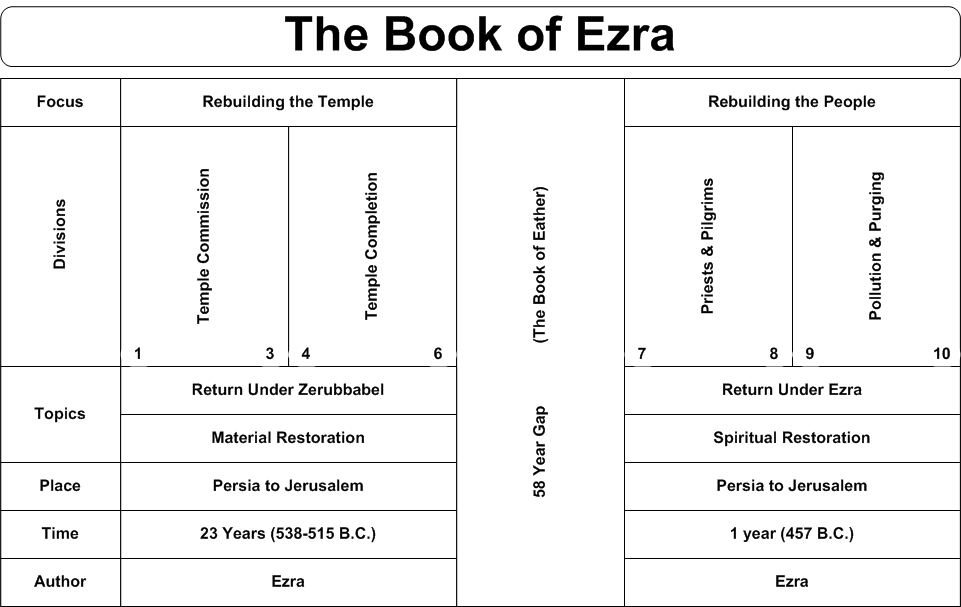 The Book of Ezra
Focus
Rebuilding the Temple
Rebuilding the People
Divisions
Temple Commission
Temple Completion
(The Book of Eather)
Priests & Pilgrims
Pollution & Purging
1
3
4
6
7
8
9
10
Topics
Return Under Zerubbabel
Return Under Ezra
Material Restoration
58 Year Gap
Spiritual Restoration
Place
Persia to Jerusalem
Persia to Jerusalem
Time
23 Years (538-515 B.C.)
1 year (457 B.C.)
Author
Ezra
Ezra